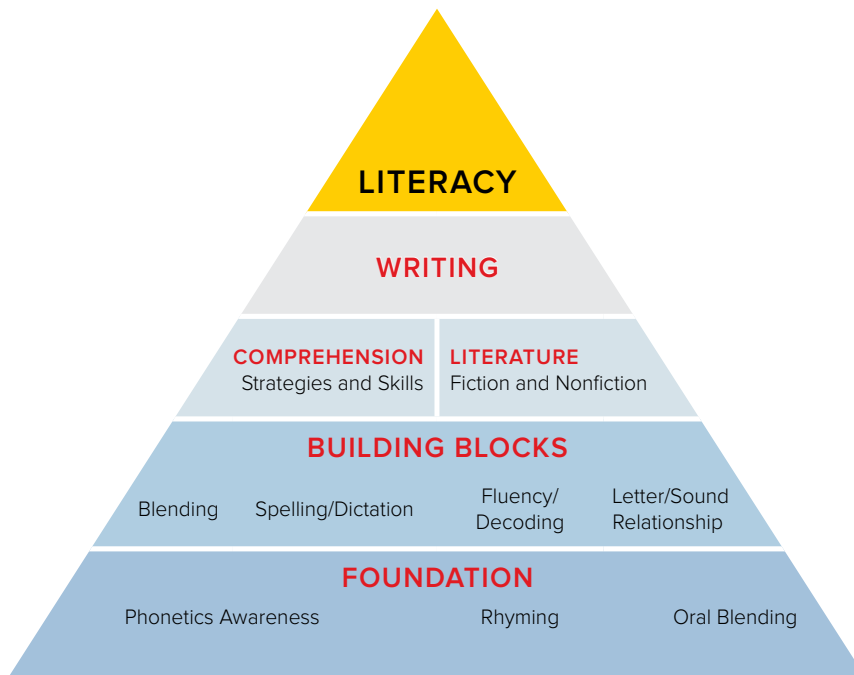 LITERACY
WRITING
COMPREHENSION
Strategies and Skills
LITERATURE
Fiction and Nonfiction
BUILDING BLOCKS
Blending
Spelling/Dictation
Fluency/
Decoding
Letter/Sound
Relationship
FOUNDATION
Phonetics Awareness
Rhyming
Oral Blending